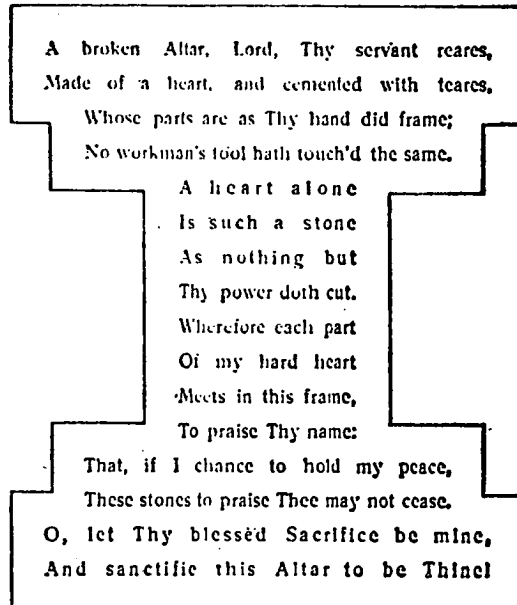 A broken Altar, Lord, Thy servant reares,
Made of a heart, and cemented with teares,
Whose parts are as Thy hand did frame;
No workman's tool hath touch'd the same.
A heart alone
Is such a stone
As nothing but
Thy power doth cut.
Wherefore each part
Of my hard heart
Meets in this frame,
To praise Thy name:
That, if I chance to hold my peace,
These stones to praise Thee may not cease.
O, let Thy blessèd Sacrifice be mine,
And sanctifie this Altar to be Thine!